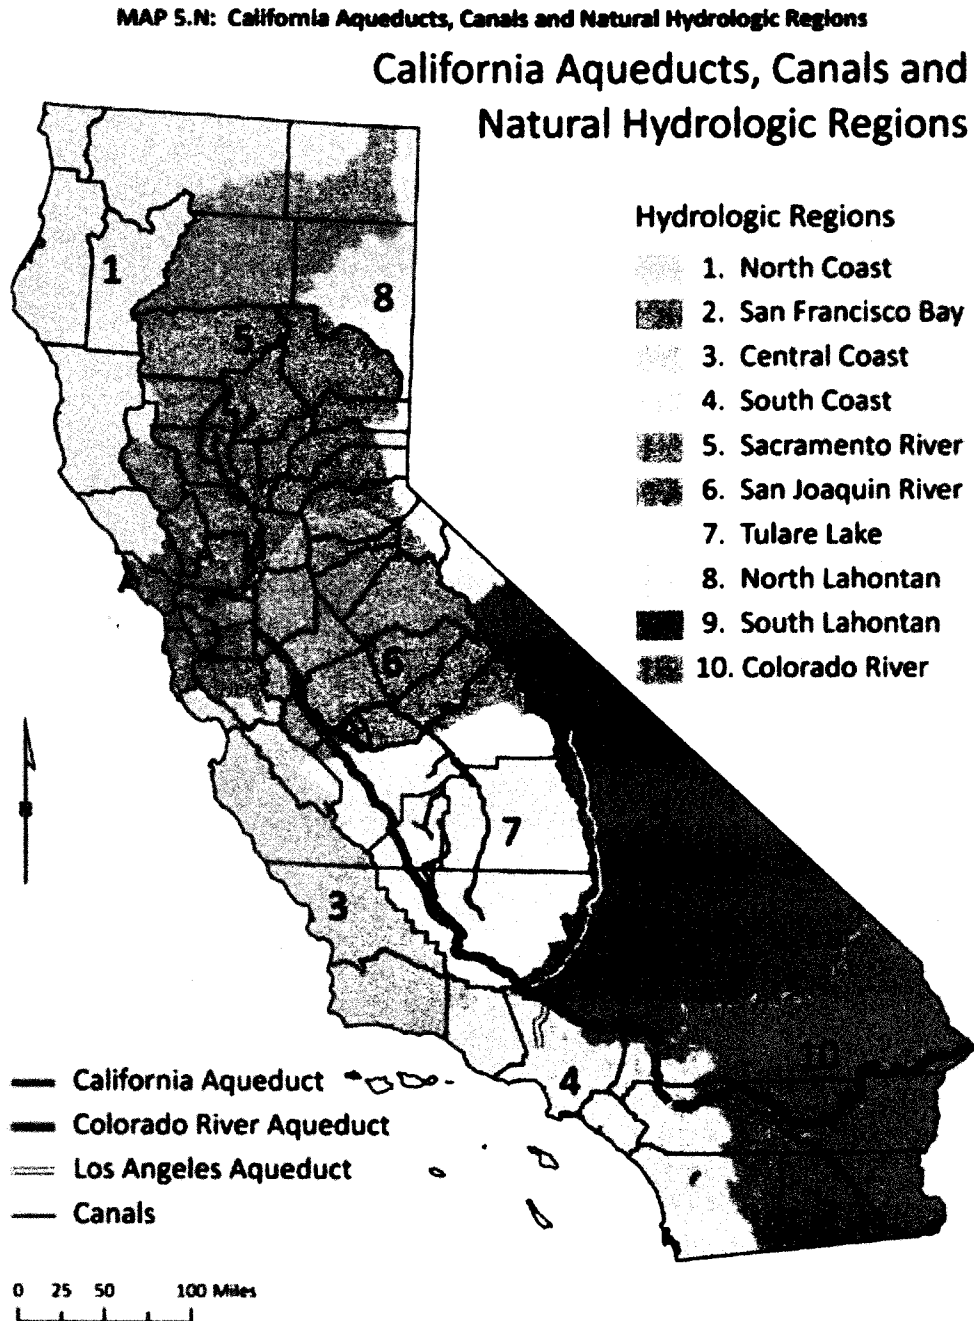 MAP 5.N: California Aqueducts, Canals and Natural Hydrologic Regions
California Aqueducts, Canals and
Natural Hydrologic Regions
Hydrologic Regions
1. North Coast
2. San Francisco Bay
3. Central Coast
4. South Coast
5. Sacramento River
6. San Joaquin River
7. Tulare Lake
8. North Lahontan
9. South Lahontan
10. Colorado River
1
8
5
2
6
7
3
10
4
California Aqueduct
Colorado River Aqueduct
Los Angeles Aqueduct
Canals
0 25 50 100 Miles